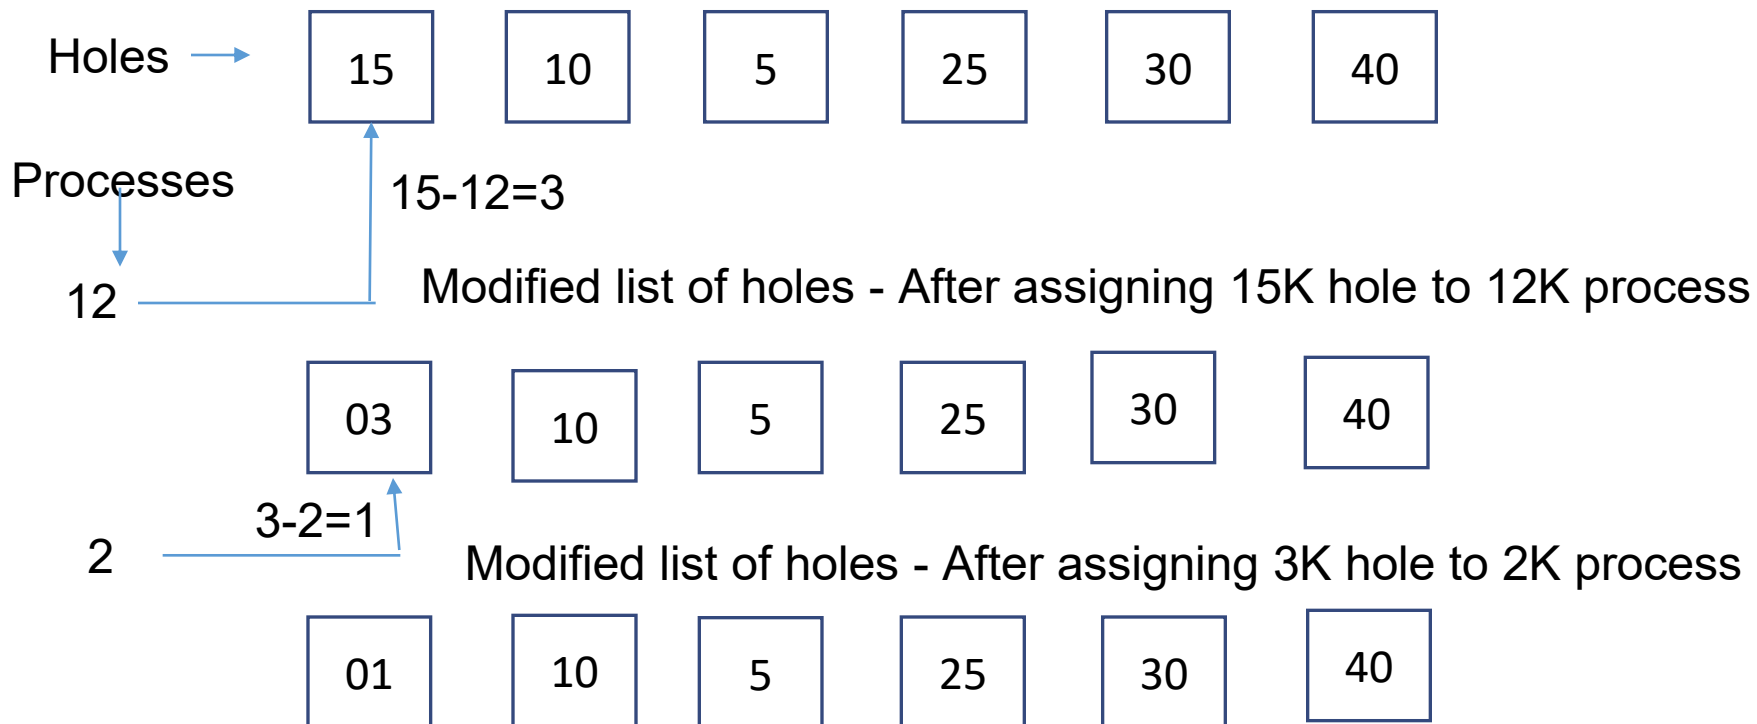 Holes 15 10 5 25 30 40
Processes
15-12=3
12 Modified list of holes - After assigning 15K hole to 12K process
03 10 5 25 30 40
3-2=1
2 Modified list of holes - After assigning 3K hole to 2K process
01 10 5 25 30 40